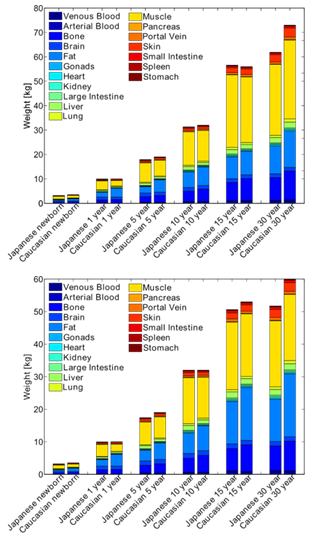 80
70
60
50
40
30
20
10
0
Weight [kg]
Venous Blood
Arterial Blood
Bone
Brain
Fat
Gonads
Heart
Kidney
Large Intestine
Liver
Lung
Muscle
Pancreas
Portal Vein
Skin
Small Intestine
Spleen
Stomach
Japanese newborn
Caucasian newborn
Japanese 1 year
Caucasian 1 year
Japanese 5 year
Caucasian 5 year
Japanese 10 year
Caucasian 10 year
Japanese 15 year
Caucasian 15 year
Japanese 30 year
Caucasian 30 year
60
50
40
30
20
10
0
Weight [kg]
Venous Blood
Arterial Blood
Bone
Brain
Fat
Gonads
Heart
Kidney
Large Intestine
Liver
Lung
Muscle
Pancreas
Portal Vein
Skin
Small Intestine
Spleen
Stomach
Japanese newborn
Caucasian newborn
Japanese 1 year
Caucasian 1 year
Japanese 5 year
Caucasian 5 year
Japanese 10 year
Caucasian 10 year
Japanese 15 year
Caucasian 15 year
Japanese 30 year
Caucasian 30 year